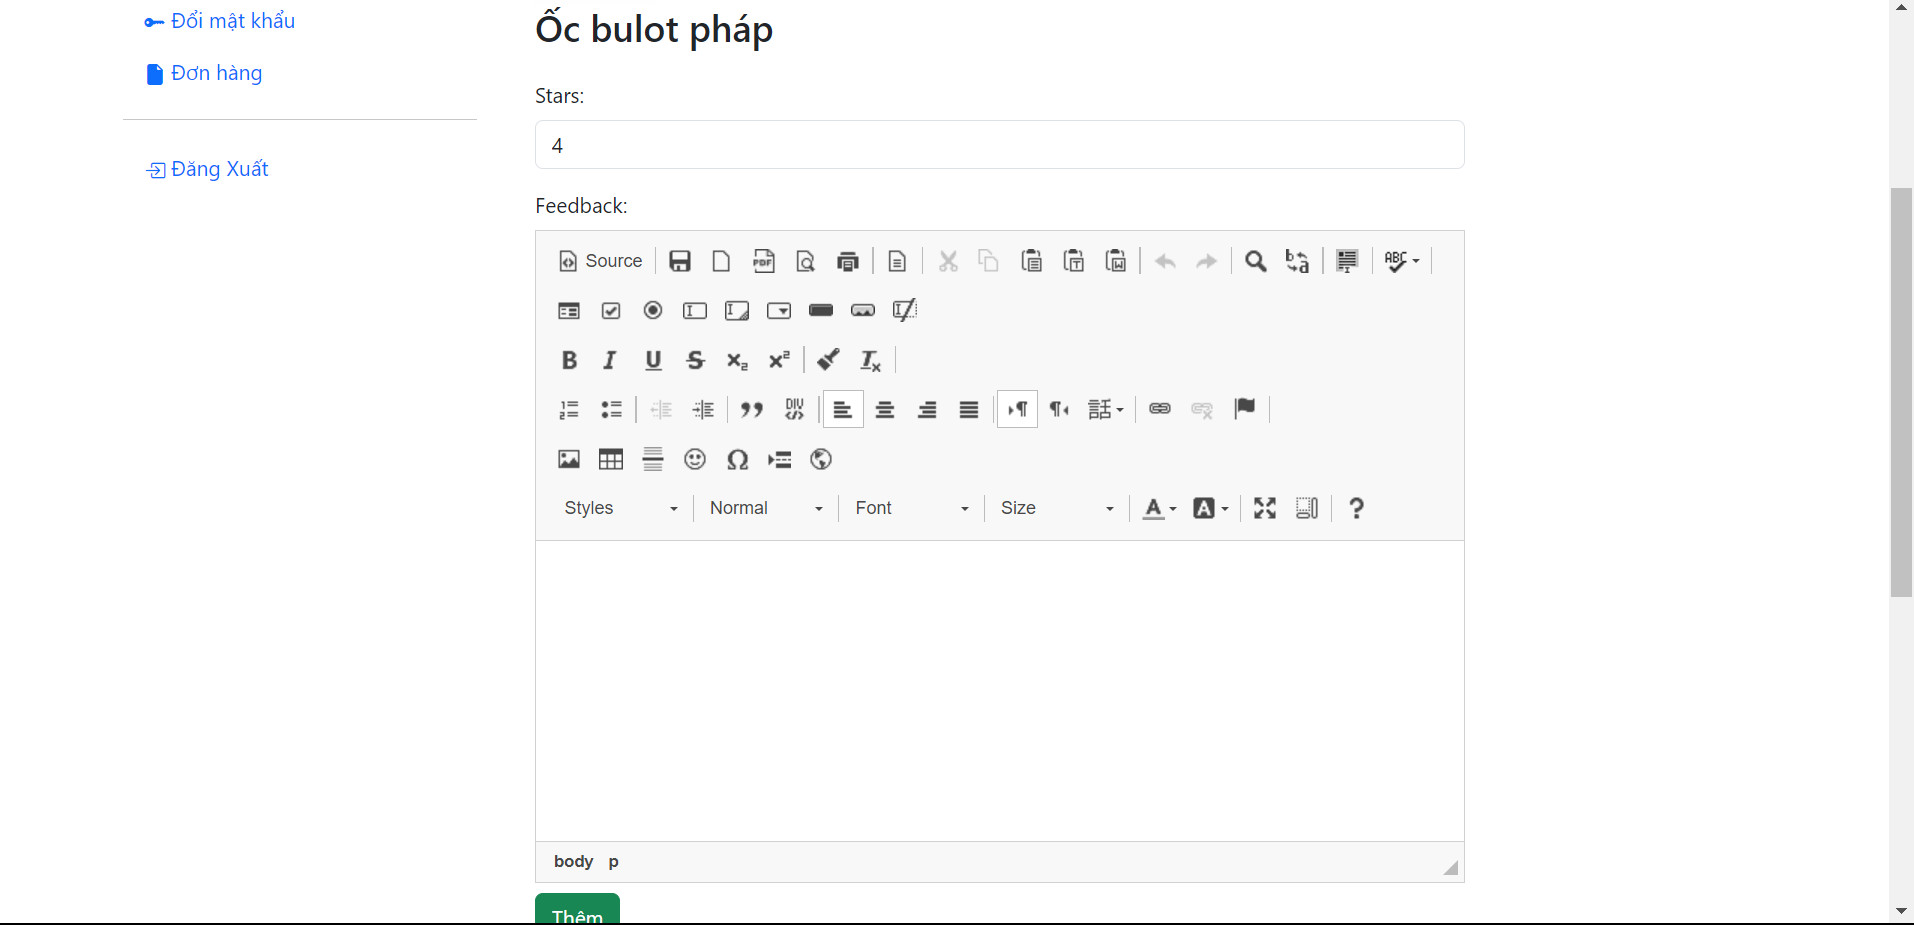 Đổi mật khẩu
Đơn hàng
Đăng Xuất
Ốc bulot pháp
Stars:
4
Feedback:
Source
Styles Normal Font Size
body p
Thêm